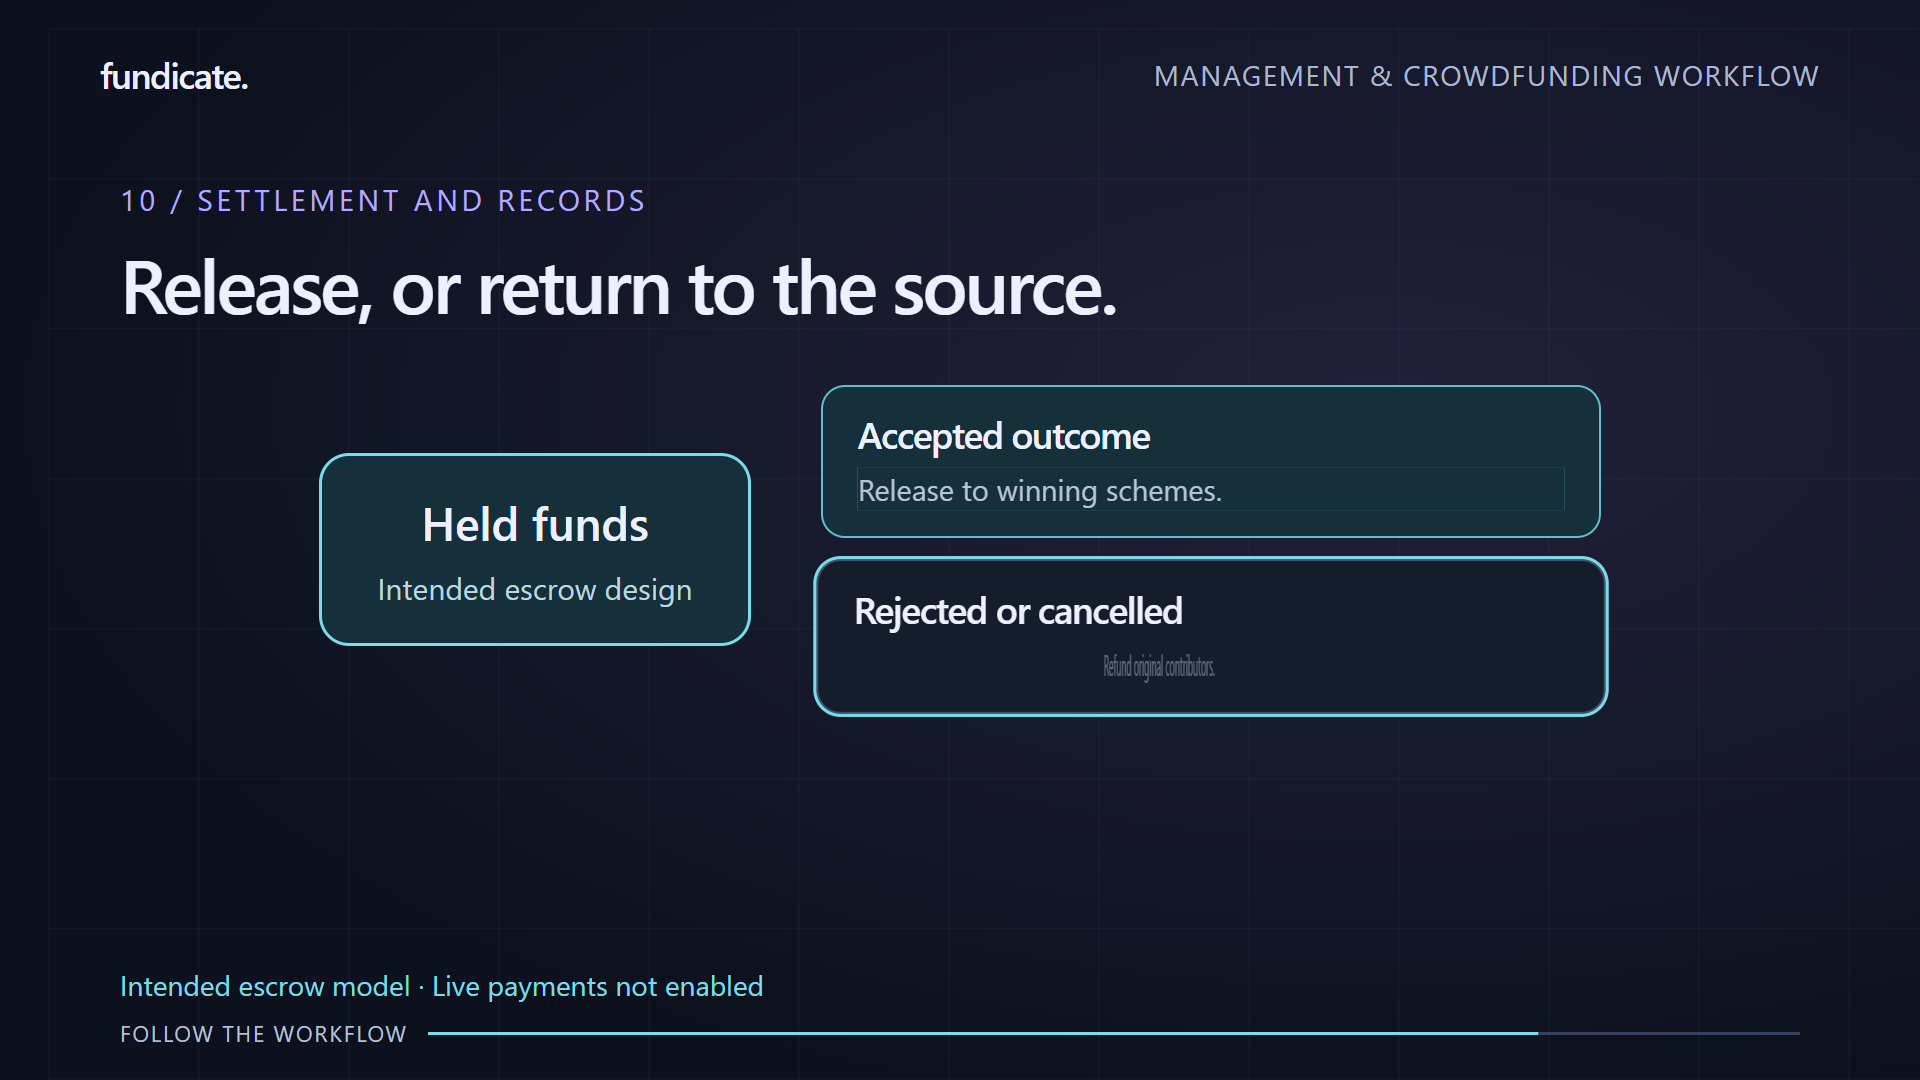 fundicate.
MANAGEMENT & CROWDFUNDING WORKFLOW
10 / SETTLEMENT AND RECORDS
Release, or return to the source.
Held funds
Intended escrow design
Accepted outcome
Release to winning schemes.
Rejected or cancelled
Refund original contributors.
Intended escrow model · Live payments not enabled
FOLLOW THE WORKFLOW